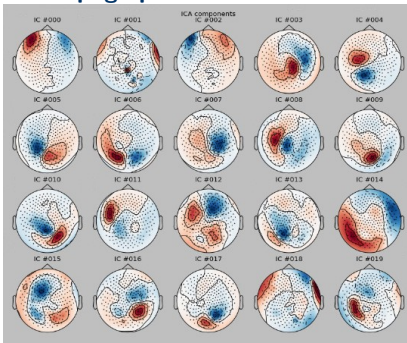 ICA components
IC #000 IC #001 IC #002 IC #003 IC #004
IC #005 IC #006 IC #007 IC #008 IC #009
IC #010 IC #011 IC #012 IC #013 IC #014
IC #015 IC #016 IC #017 IC #018 IC #019